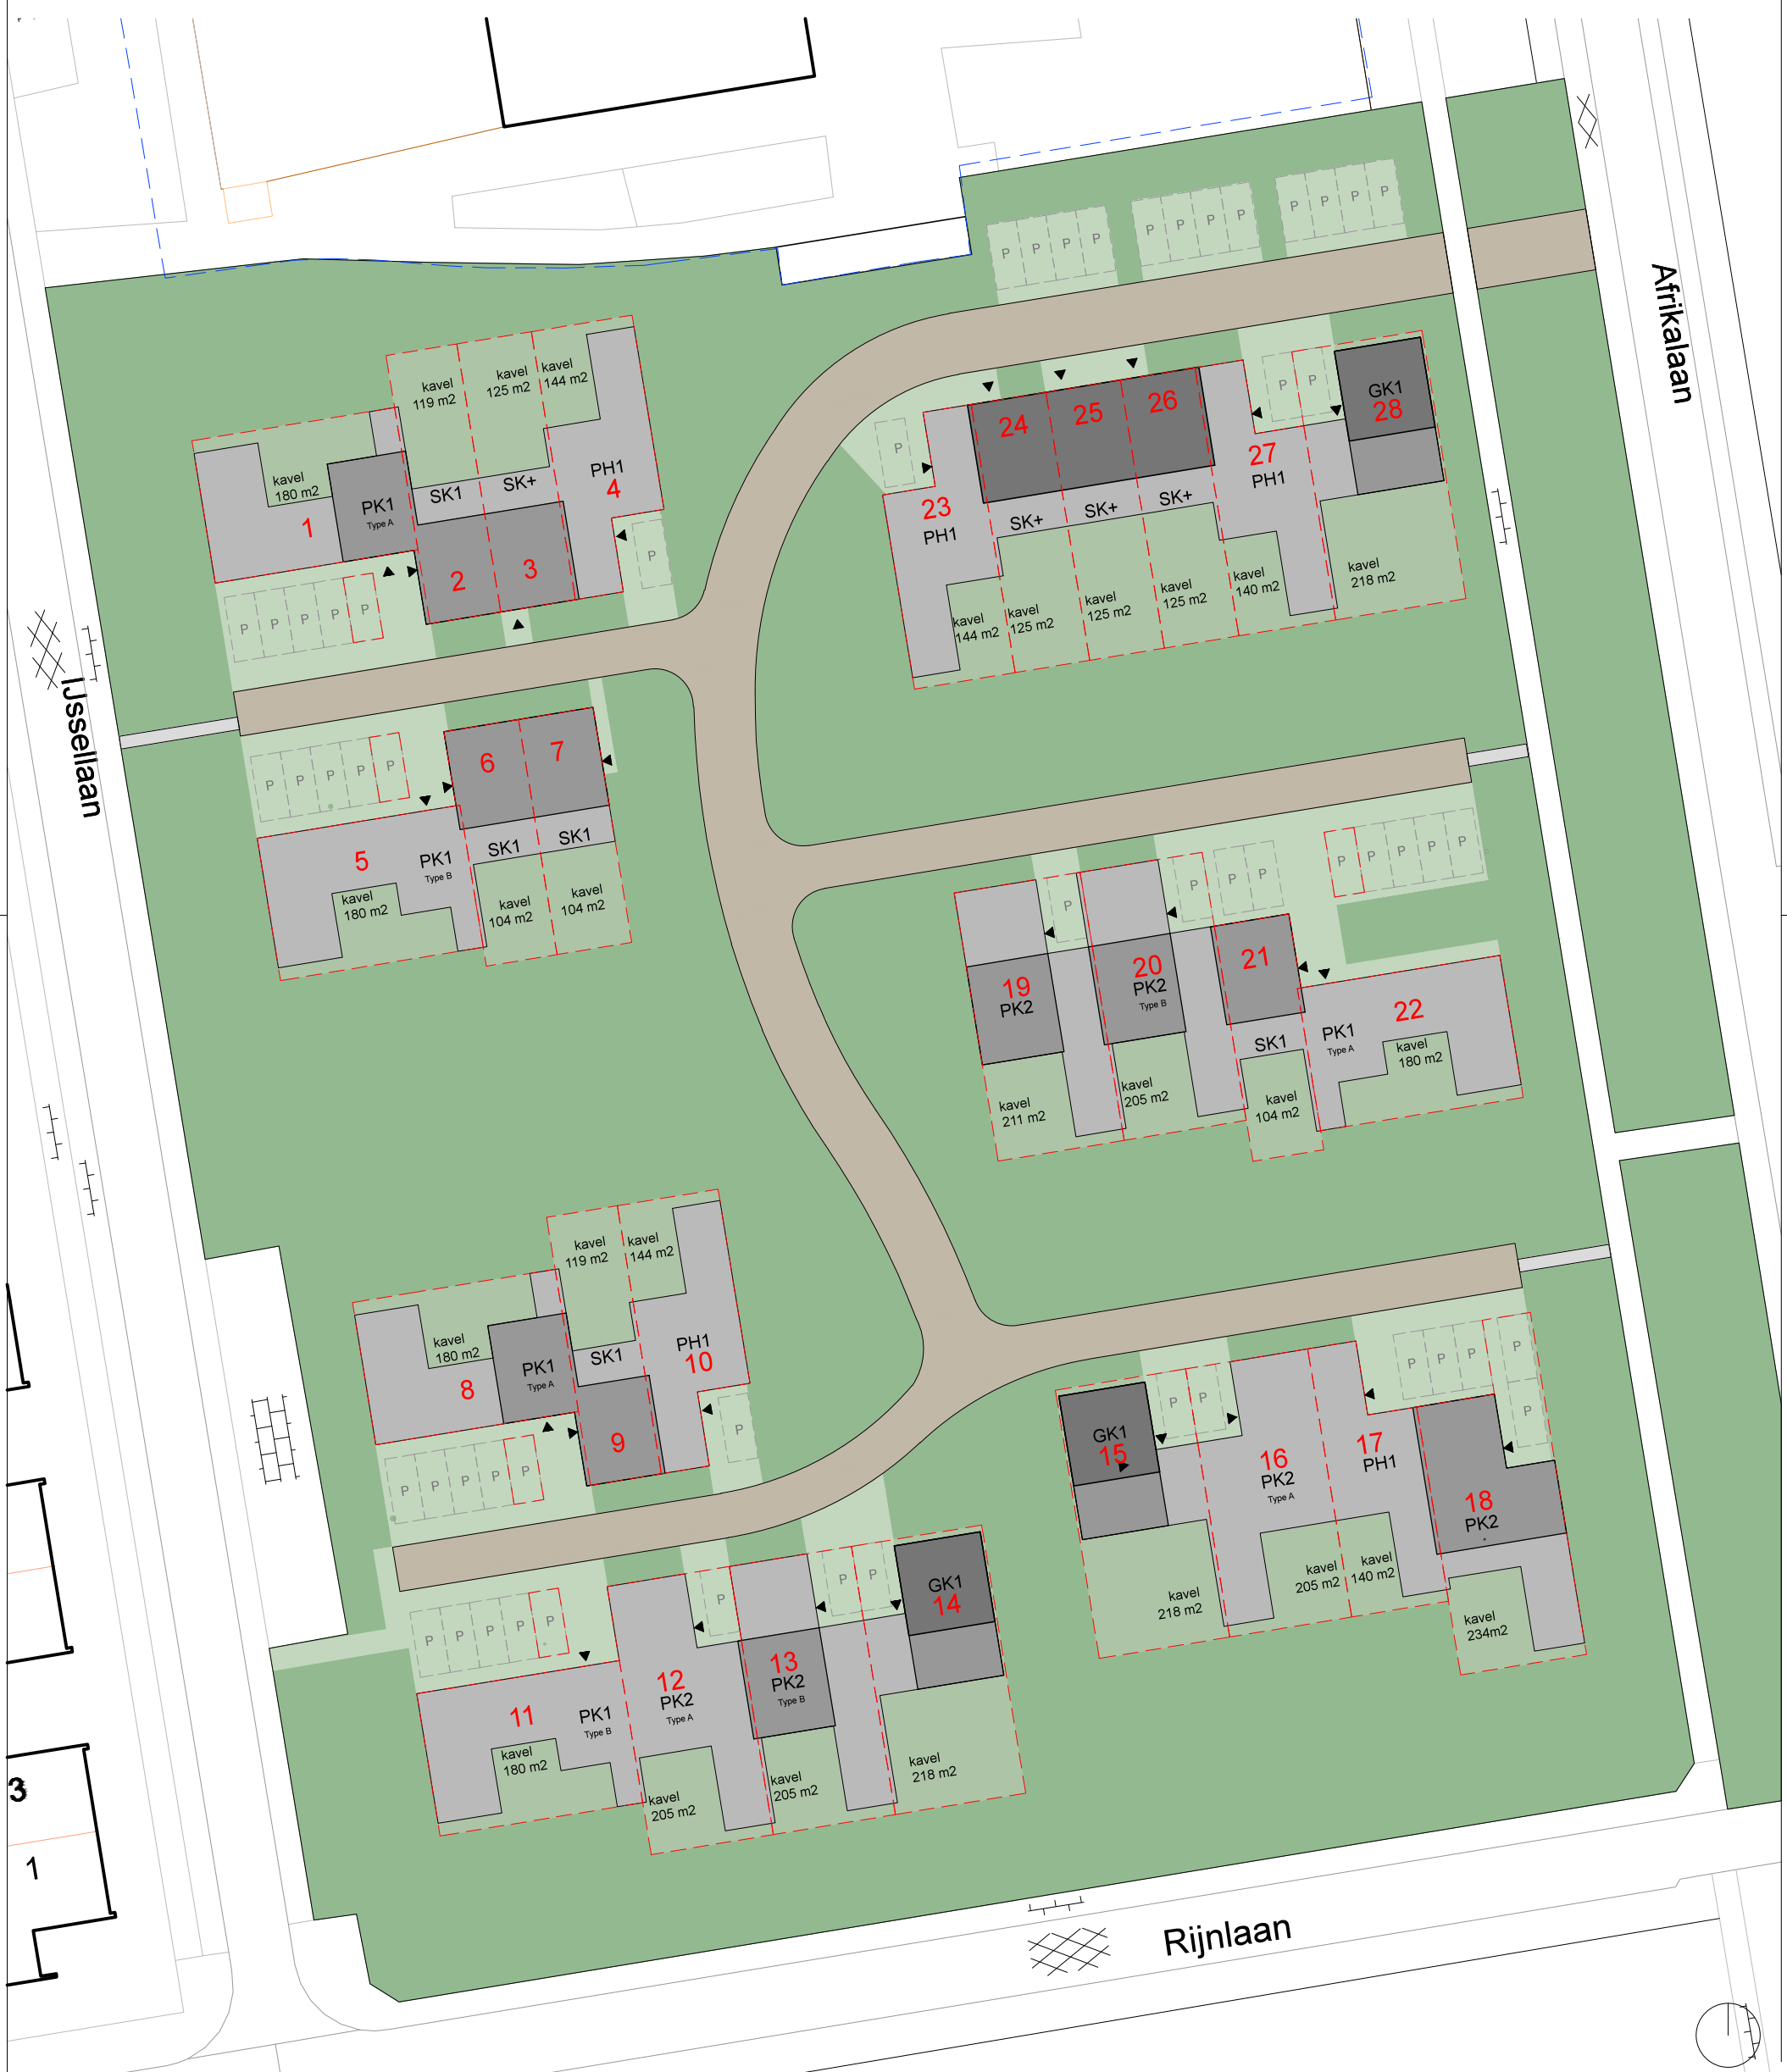 P P P P
P P P P
P P P P
Afrikalaan
kavel
119 m2
kavel
125 m2
kavel
144 m2
kavel
180 m2
PK1
Type A
1
SK1
SK+
PH1
4
2
3
P
P P P P P
P
24
25
26
GK1
28
P P
23
PH1
27
PH1
SK+
SK+
SK+
kavel
144 m2
kavel
125 m2
kavel
125 m2
kavel
125 m2
kavel
140 m2
kavel
218 m2
IJssellaan
P P P P P
6
7
5
PK1
Type B
SK1
SK1
kavel
180 m2
kavel
104 m2
kavel
104 m2
P
P P P
P P P P P
19
PK2
20
PK2
Type B
21
22
PK1
Type A
SK1
kavel
180 m2
kavel
211 m2
kavel
205 m2
kavel
104 m2
kavel
119 m2
kavel
144 m2
kavel
180 m2
PK1
Type A
8
SK1
PH1
10
9
P
P P P P P
GK1
15
P P
16
PK2
Type A
17
PH1
P P P P
P
18
PK2
kavel
218 m2
kavel
205 m2
kavel
140 m2
kavel
234m2
P P P P P
P
P P
GK1
14
11
PK1
Type B
12
PK2
Type A
13
PK2
Type B
kavel
180 m2
kavel
205 m2
kavel
205 m2
kavel
218 m2
3
1
Rijnlaan